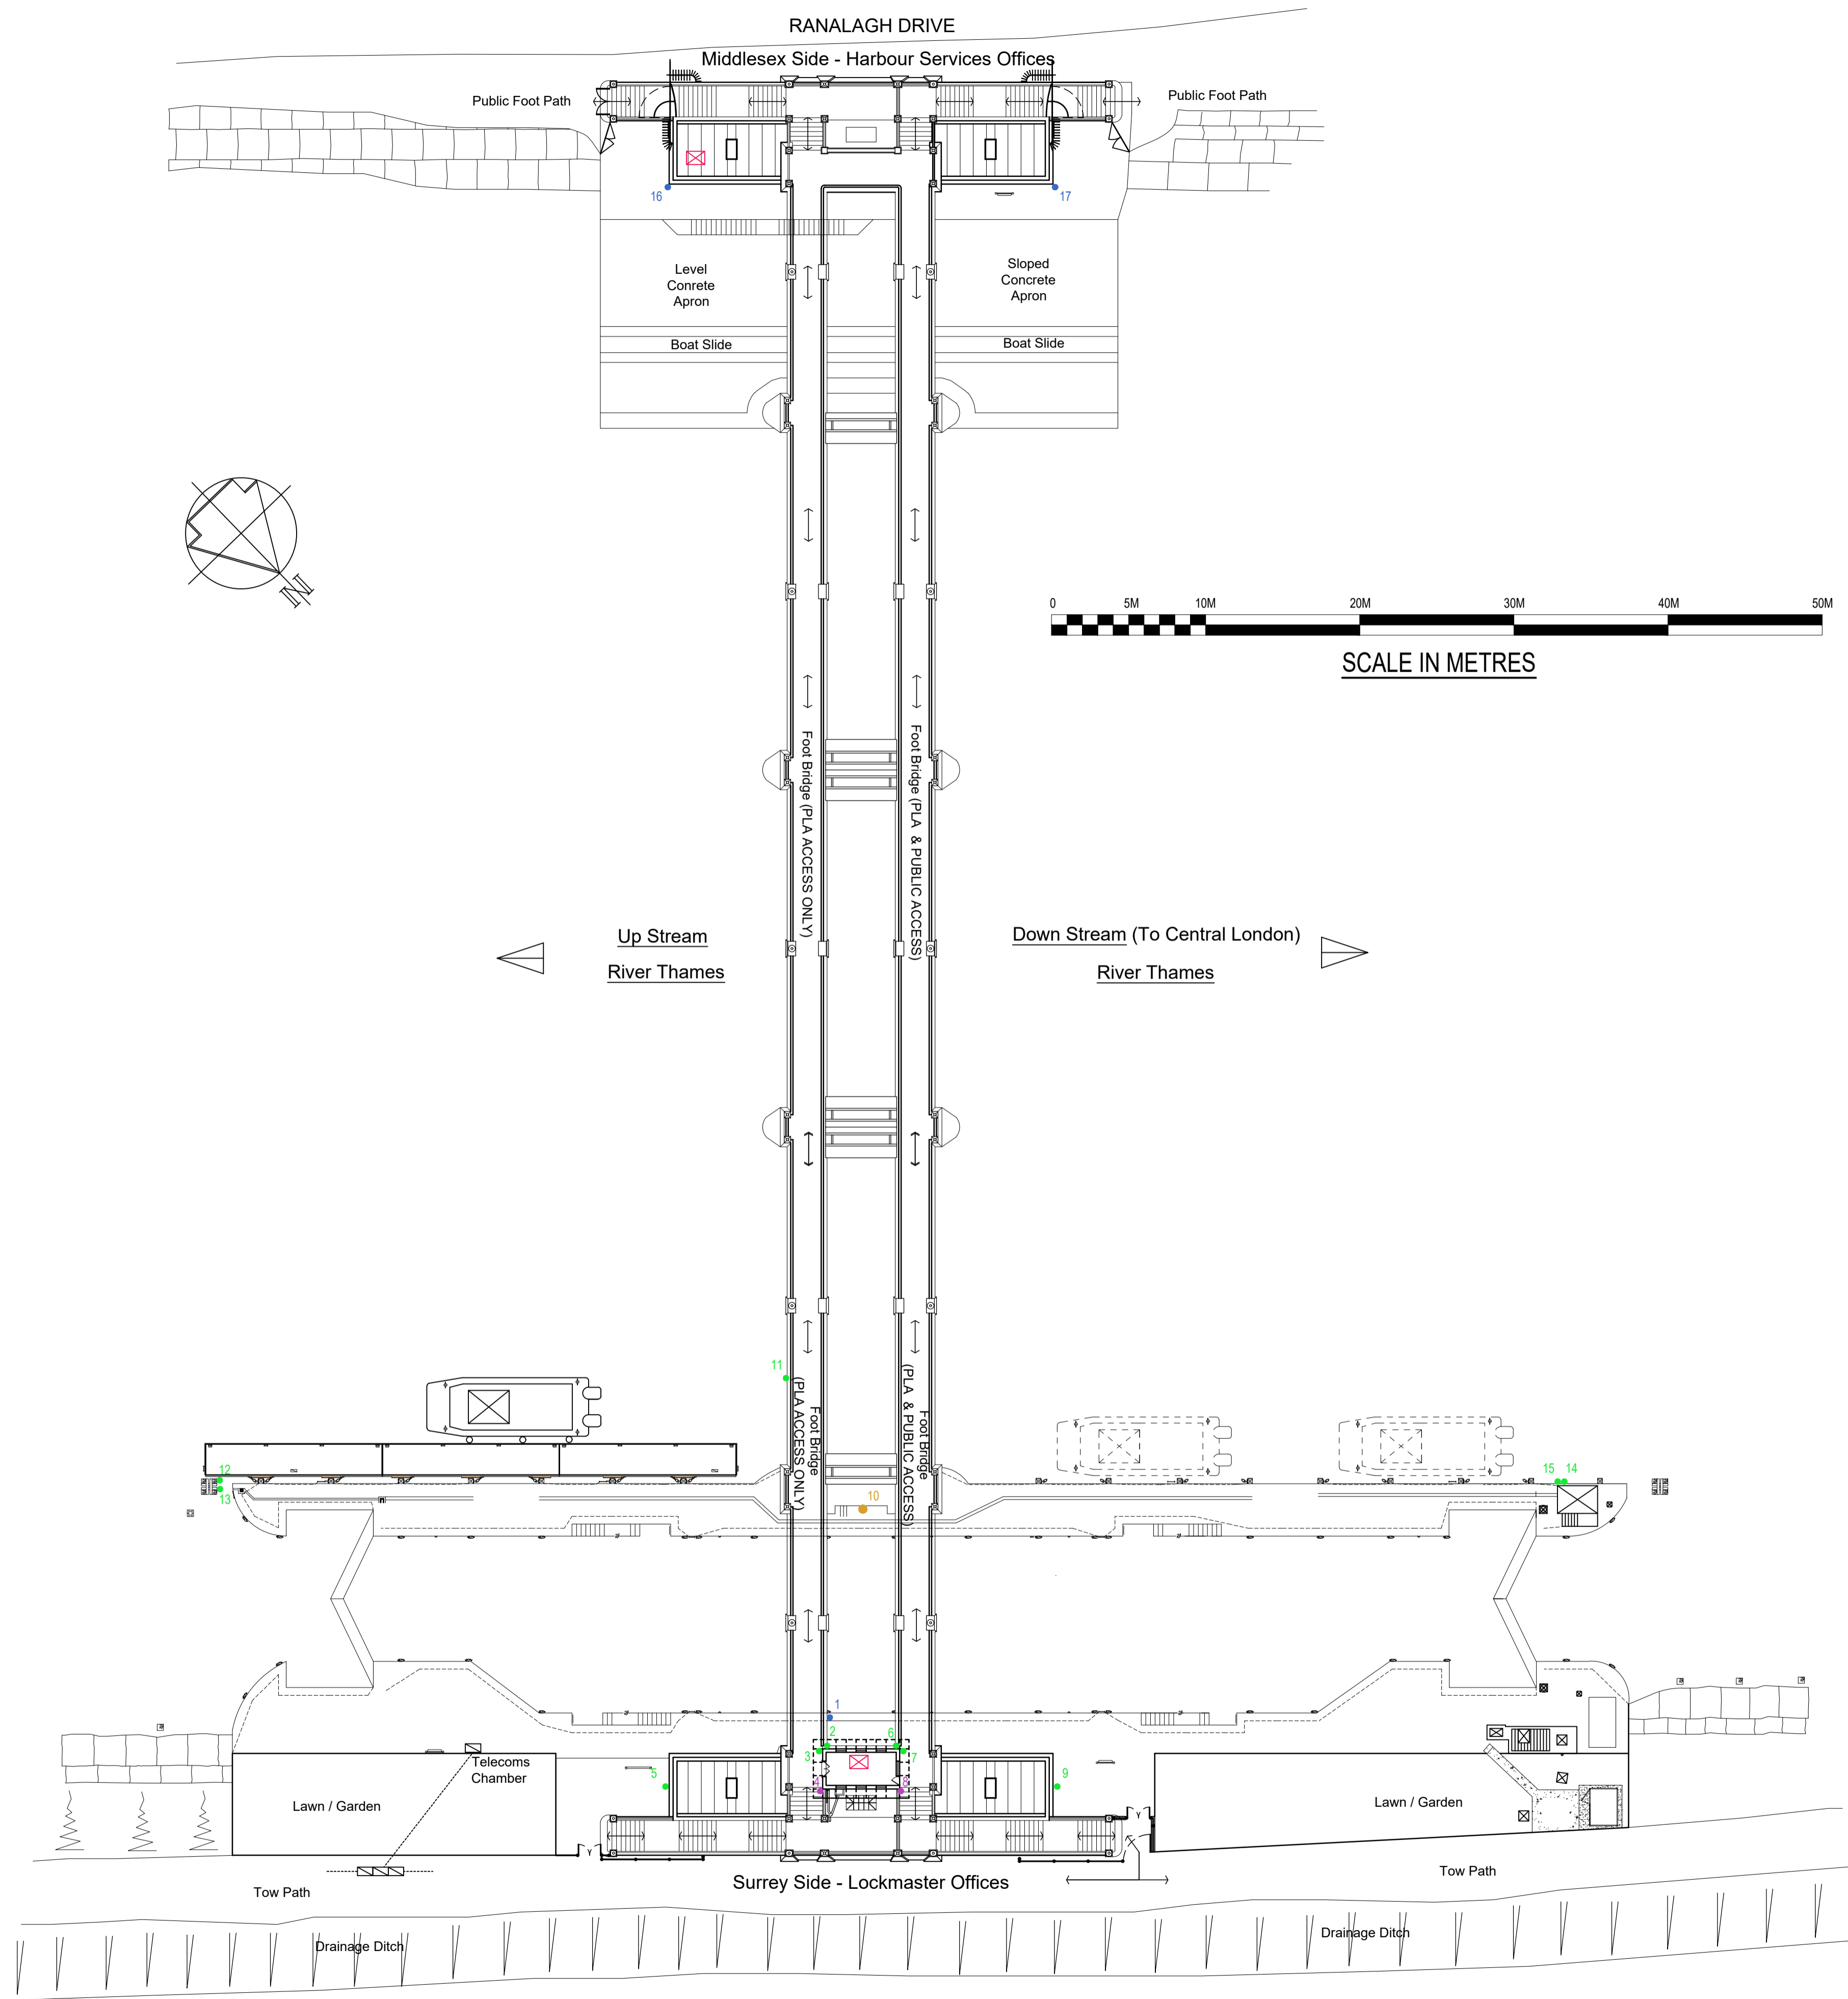 RANALAGH DRIVE
Middlesex Side - Harbour Services Offices
Public Foot Path
Public Foot Path
16
17
Level
Conrete
Apron
Sloped
Concrete
Apron
Boat Slide
Boat Slide
N
0 5M 10M 20M 30M 40M 50M
SCALE IN METRES
Foot Bridge (PLA ACCESS ONLY)
Foot Bridge (PLA & PUBLIC ACCESS)
Up Stream
River Thames
Down Stream (To Central London)
River Thames
11
Foot Bridge
(PLA ACCESS ONLY)
Foot Bridge
(PLA & PUBLIC ACCESS)
12
13
10
15 14
1
2
6
3
7
5
4
8
9
Telecoms
Chamber
Lawn / Garden
Lawn / Garden
Y
Y
Surrey Side - Lockmaster Offices
Tow Path
Tow Path
Drainage Ditch
Drainage Ditch